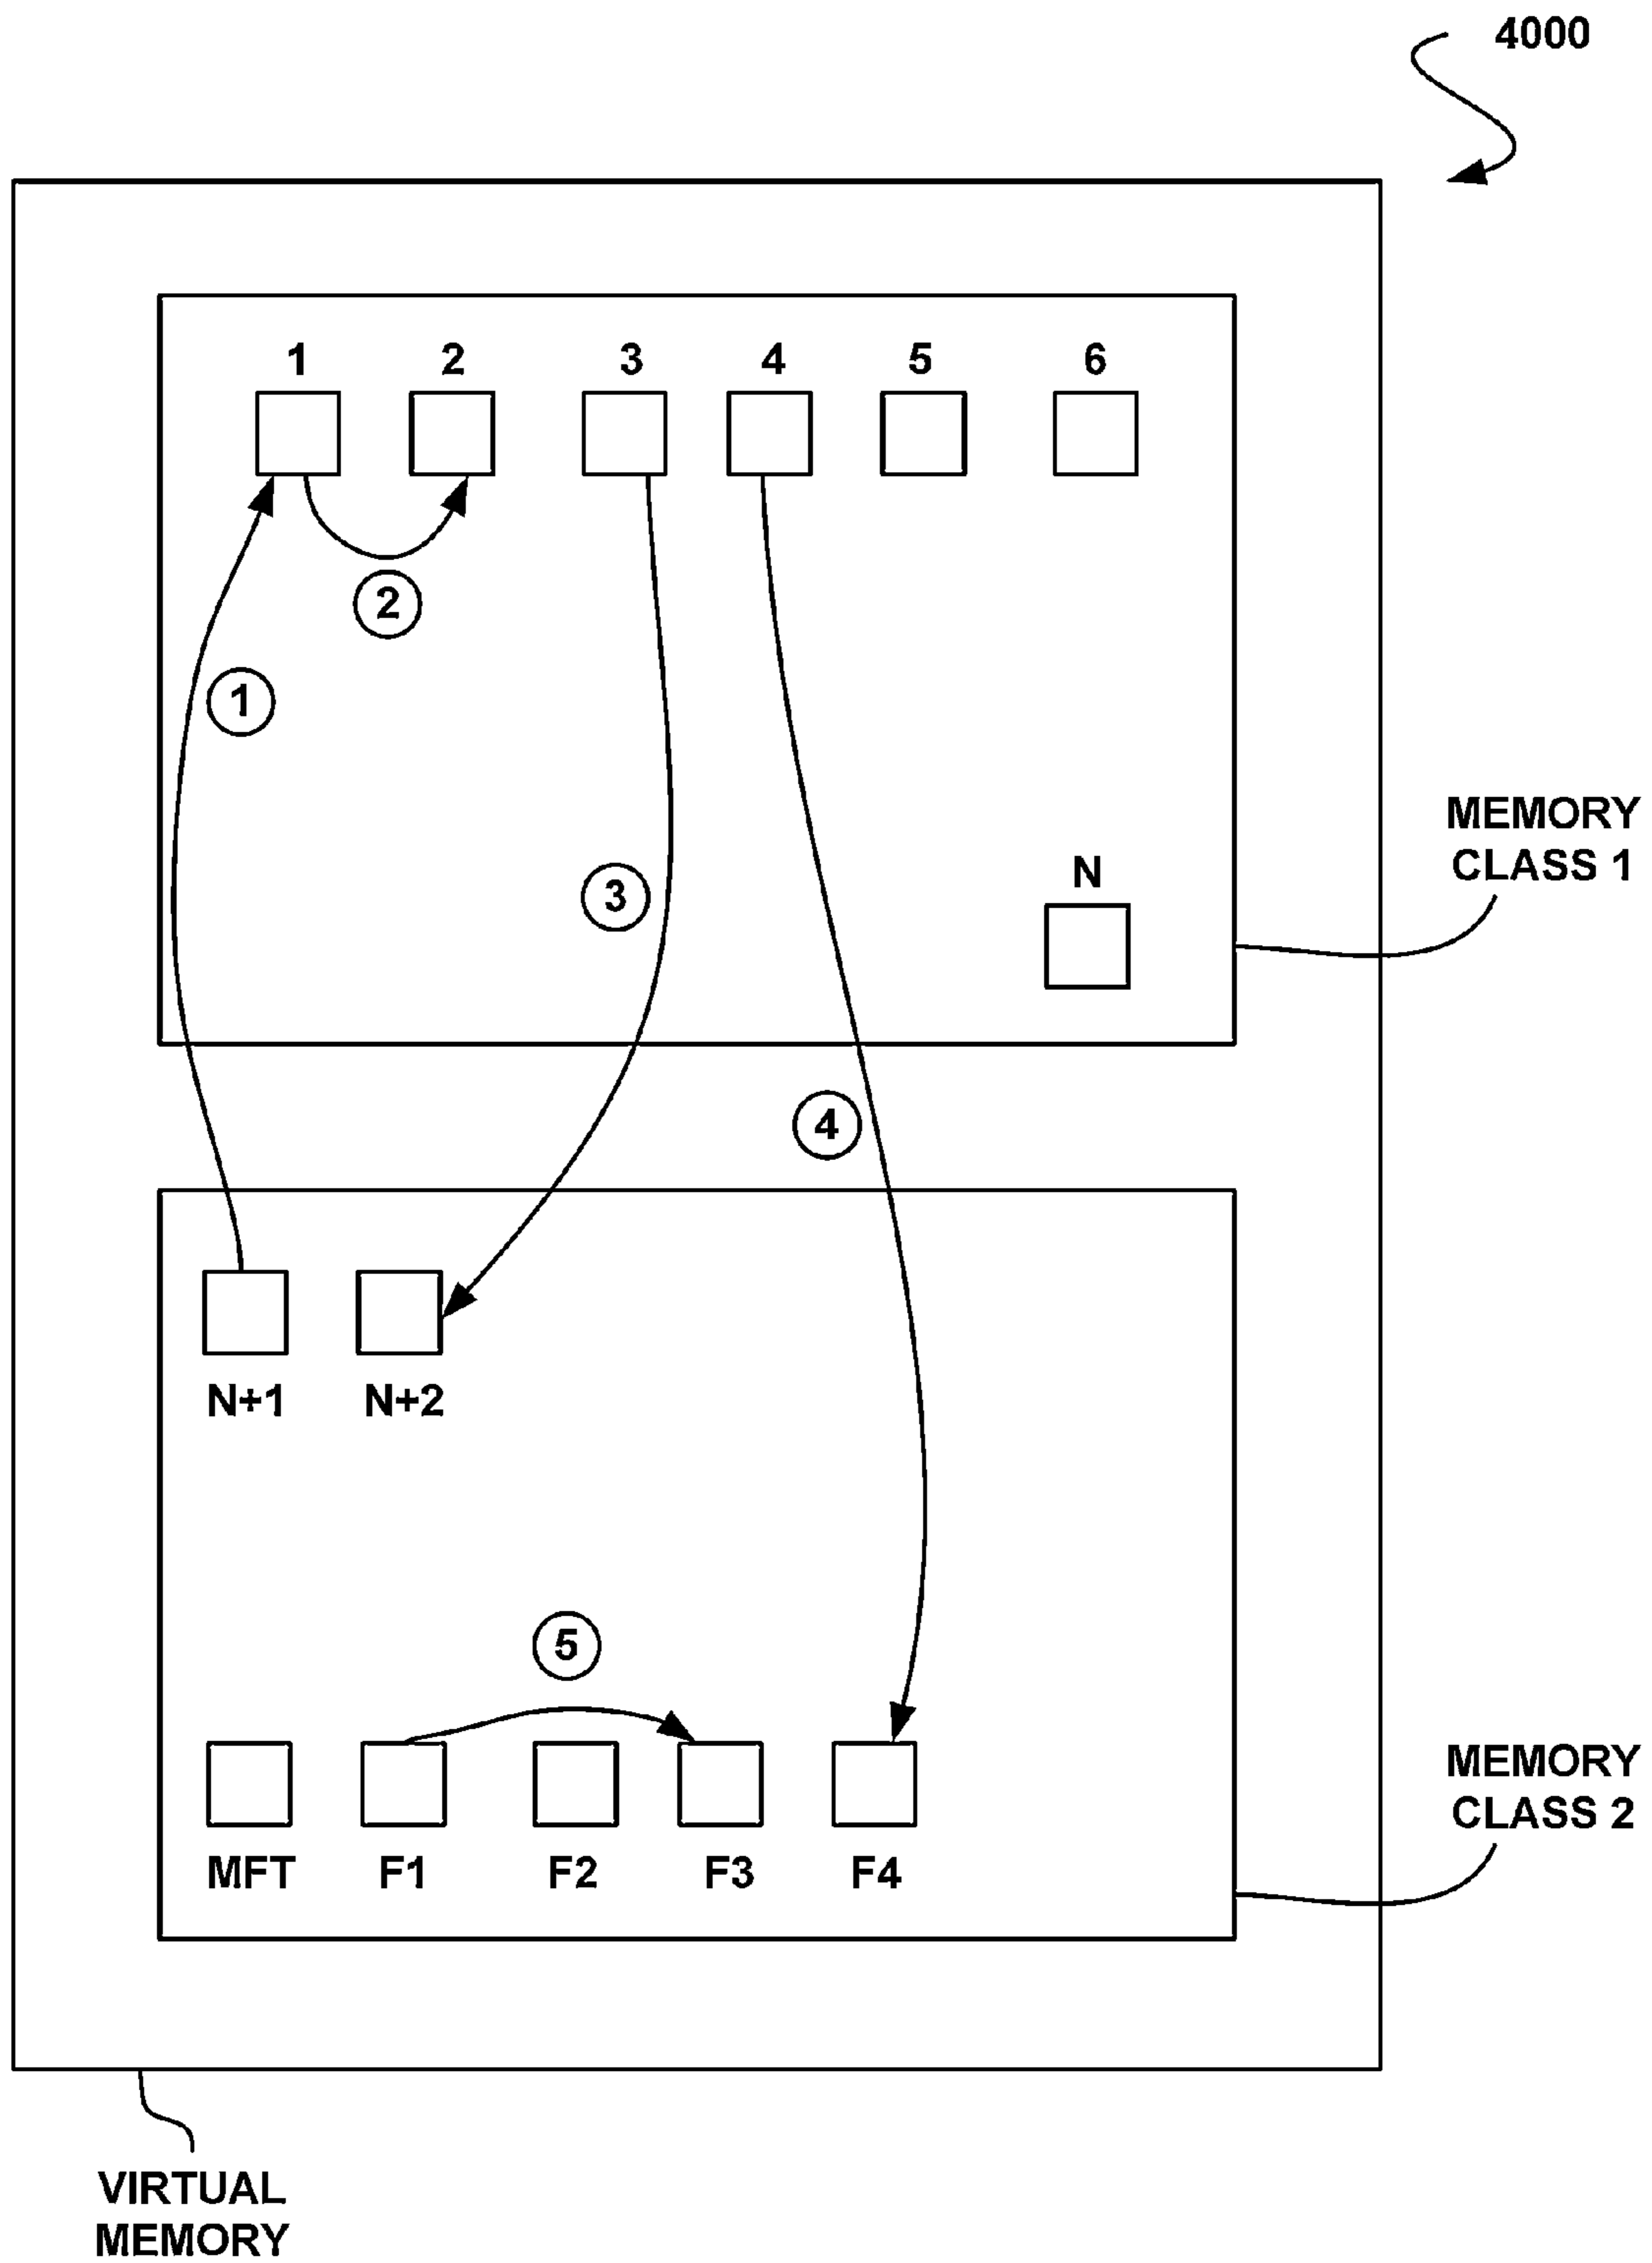 4000
1 2 3 4 5 6
2
1
MEMORY
CLASS 1
3
N
4
N+1 N+2
5
MEMORY
CLASS 2
MFT F1 F2 F3 F4
VIRTUAL
MEMORY